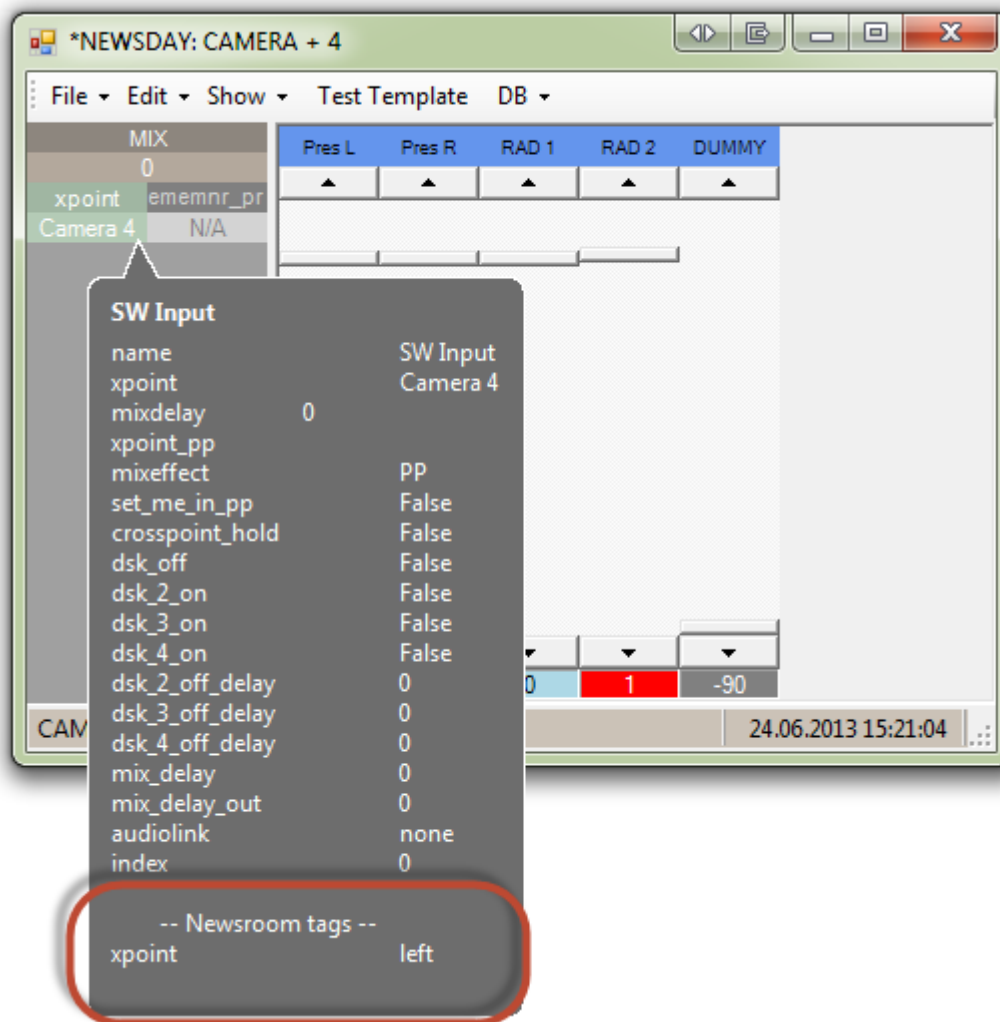 *NEWSDAY: CAMERA + 4
File Edit Show Test Template DB
MIX
0
xpoint ememnr_pr
Camera 4 N/A
Pres L Pres R RAD 1 RAD 2 DUMMY
SW Input
name SW Input
xpoint Camera 4
mixdelay 0
xpoint_pp
mixeffect PP
set_me_in_pp False
crosspoint_hold False
dsk_off False
dsk_2_on False
dsk_3_on False
dsk_4_on False
dsk_2_off_delay 0
dsk_3_off_delay 0
dsk_4_off_delay 0
mix_delay 0
mix_delay_out 0
audiolink none
index 0
-- Newsroom tags --
xpoint left
0 1 -90
CAM 24.06.2013 15:21:04